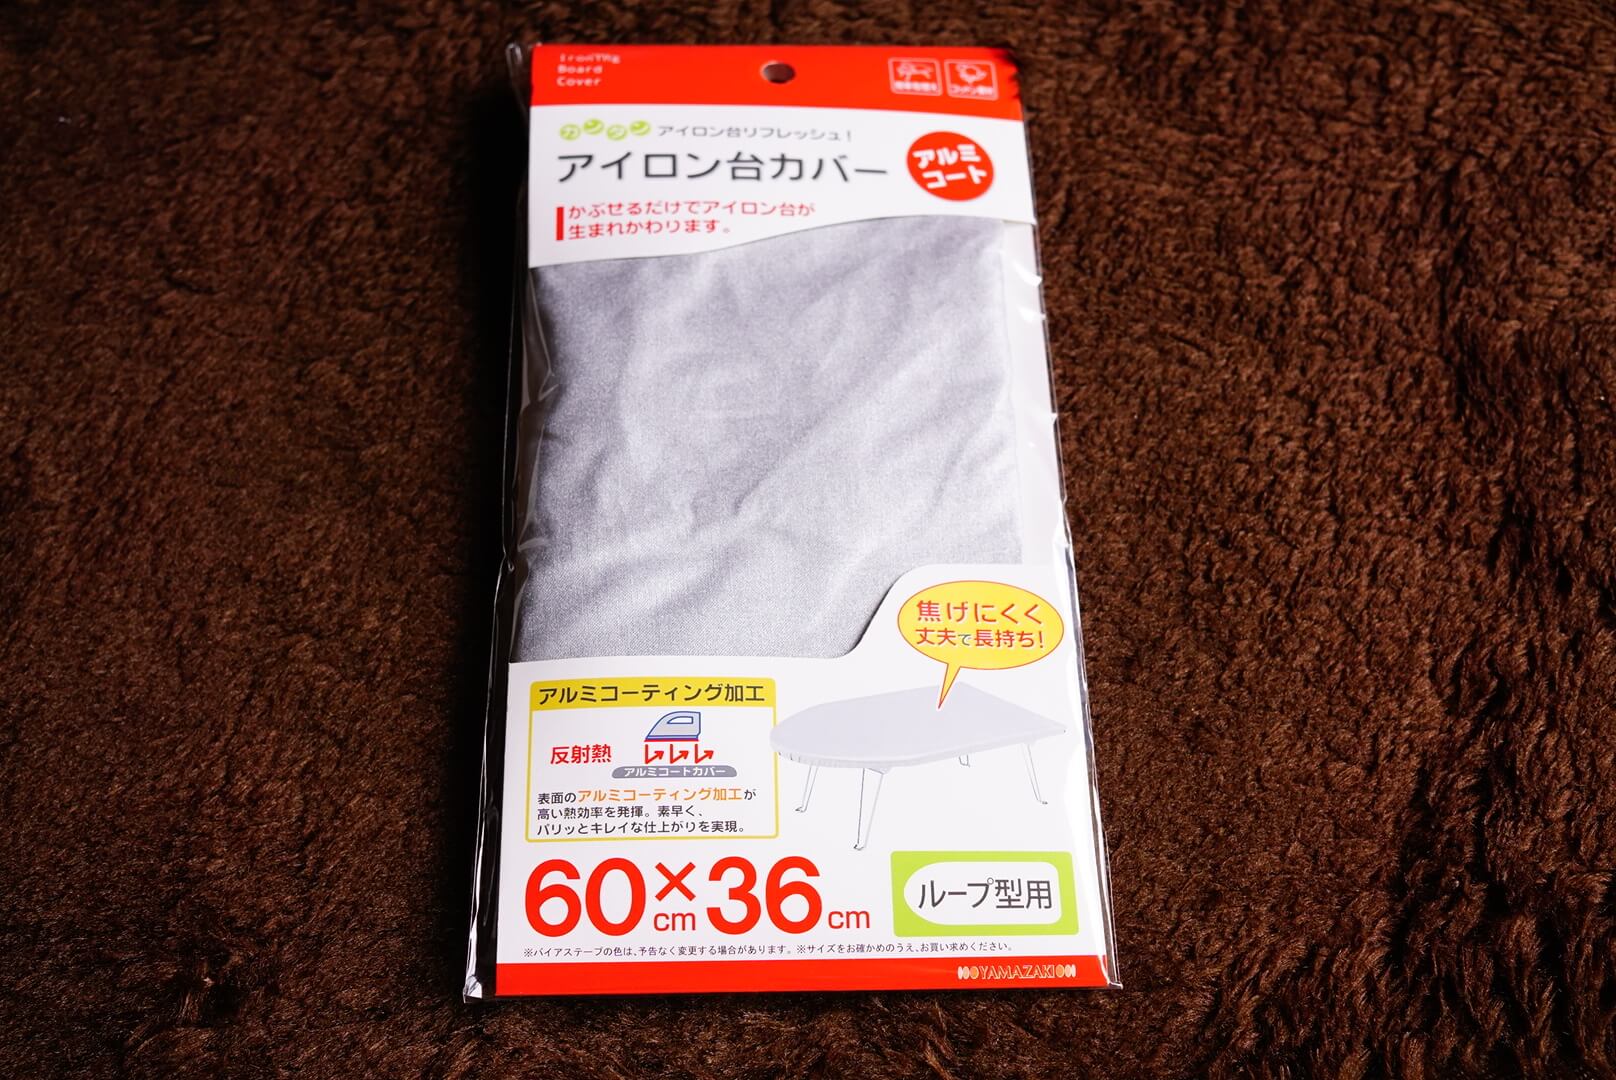 IronIng
Board
Cover
カンタン アイロン台リフレッシュ!
アイロン台カバー
アルミ
コート
かぶせるだけでアイロン台が
生まれかわります。
焦げにくく
丈夫で長持ち!
アルミコーティング加工
反射熱
アルミコートカバー
表面のアルミコーティング加工が
高い熱効率を発揮。素早く、
パリッとキレイな仕上がりを実現。
60cm×36cm
ループ型用
※バイアステープの色は、予告なく変更する場合があります。※サイズをお確かめのうえ、お買い求めください。
YAMAZAKI